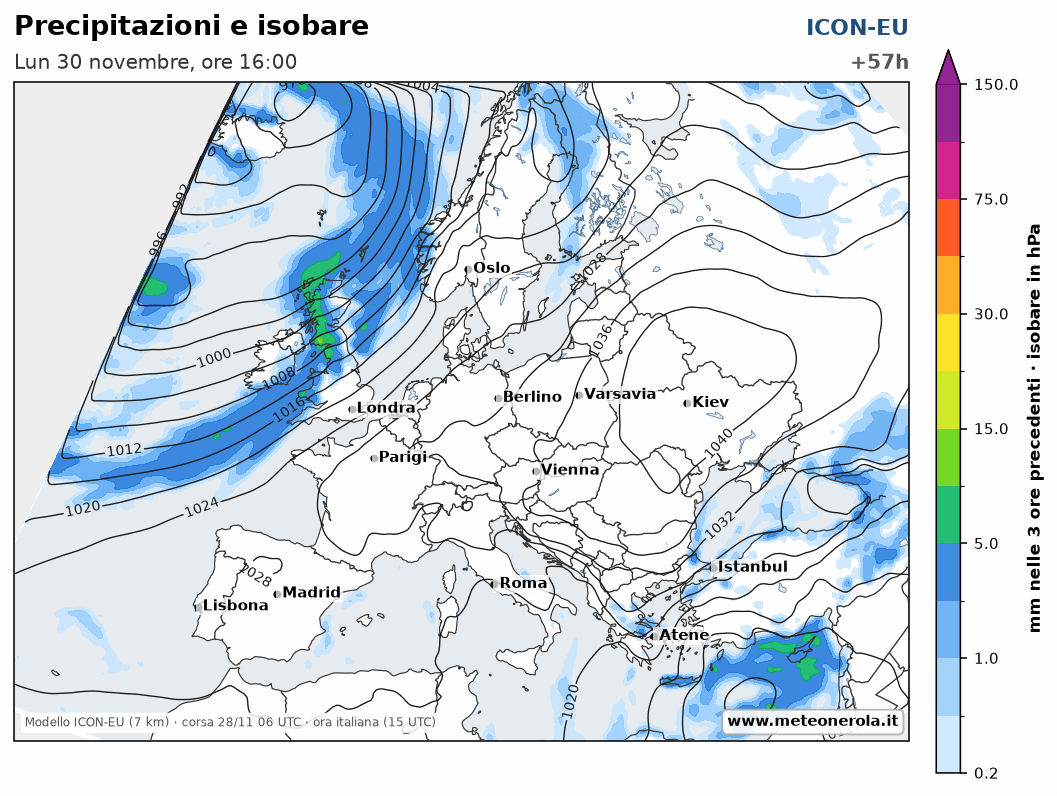 Precipitazioni e isobare
ICON-EU
Lun 30 novembre, ore 16:00
+57h
1004
992
996
1000
1008
1016
1012
1020
1024
1028
1028
1036
1040
1032
1020
Oslo
Londra
Berlino
Varsavia
Kiev
Parigi
Vienna
Istanbul
Madrid
Lisbona
Roma
Atene
Modello ICON-EU (7 km) · corsa 28/11 06 UTC · ora italiana (15 UTC)
www.meteonerola.it
150.0
75.0
30.0
15.0
5.0
1.0
0.2
mm nelle 3 ore precedenti · isobare in hPa